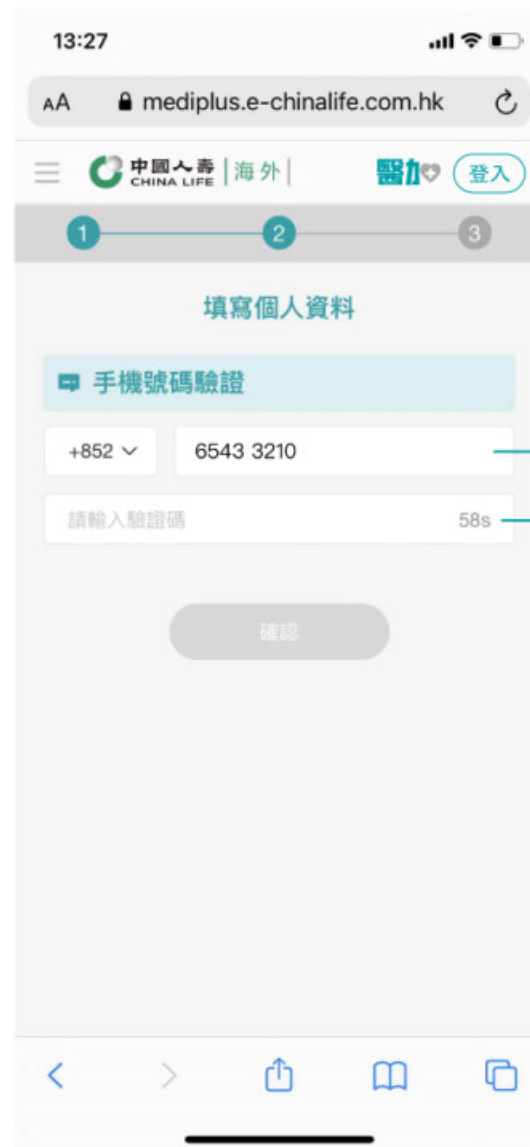 13:27
AA mediplus.e-chinalife.com.hk
中國人壽 CHINA LIFE 海外 醫加 登入
1 2 3
填寫個人資料
手機號碼驗證
+852 6543 3210
請輸入驗證碼 58s
確認